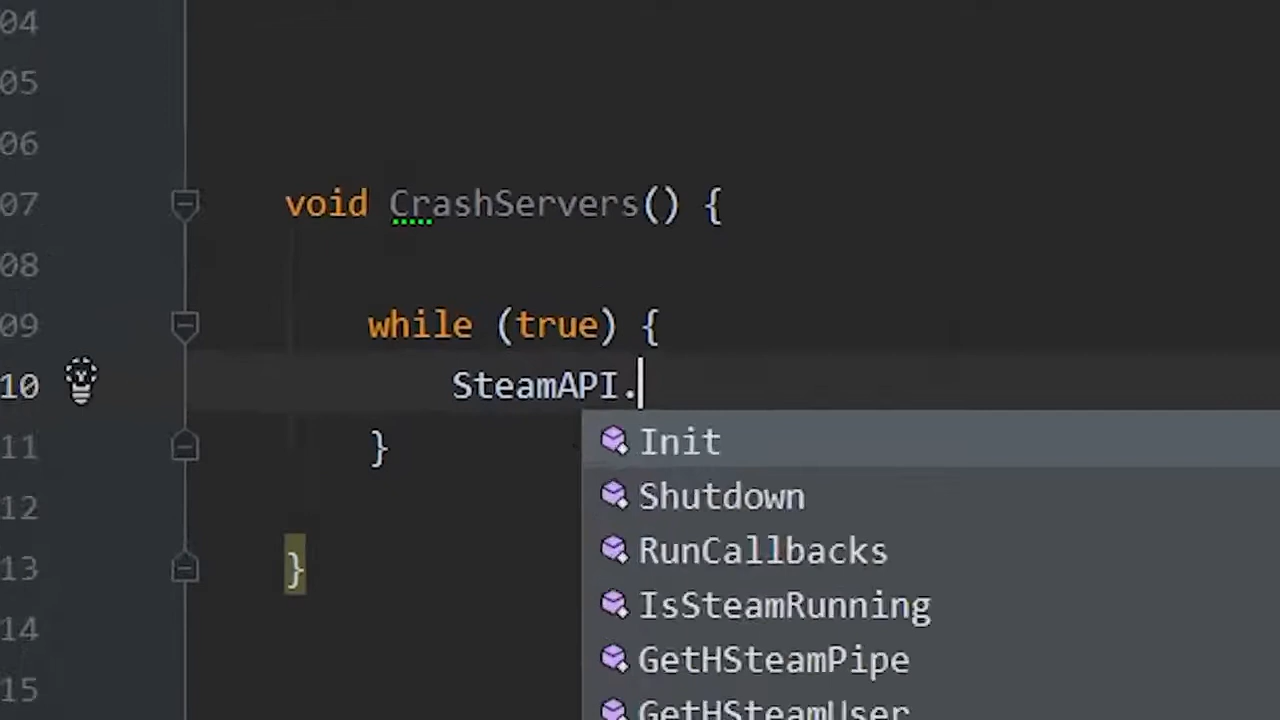 04
05
06
07 void CrashServers() {
08
09 while (true) {
10 SteamAPI.
Init
11 }
Shutdown
12
RunCallbacks
13 }
IsSteamRunning
14
GetHSteamPipe
15
GetHSteamUser